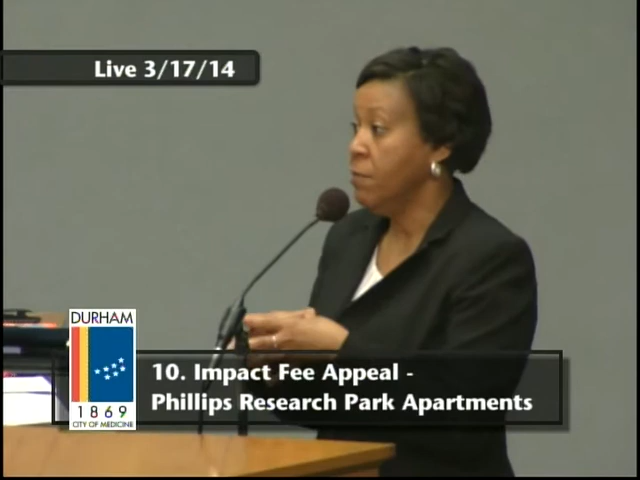 Live 3/17/14
DURHAM
1869
CITY OF MEDICINE
10. Impact Fee Appeal -
Phillips Research Park Apartments